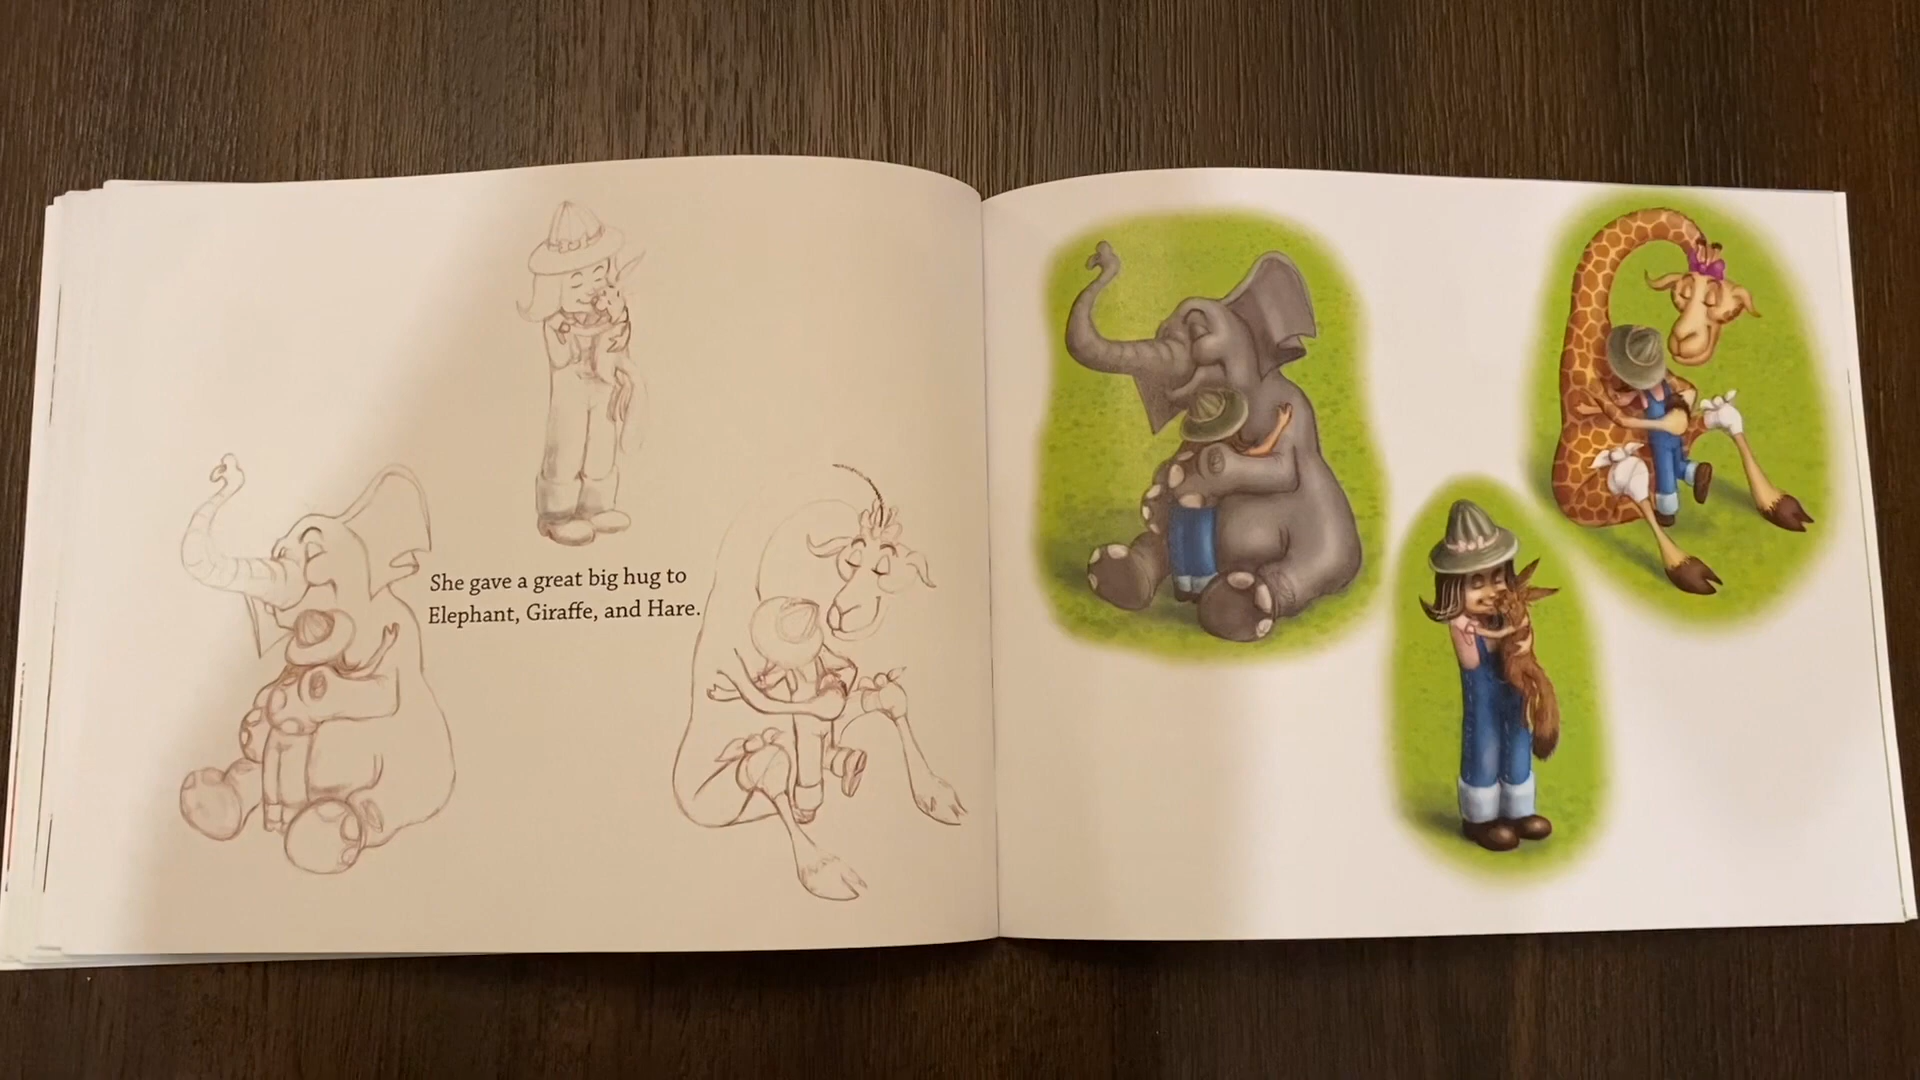 She gave a great big hug to
Elephant, Giraffe, and Hare.